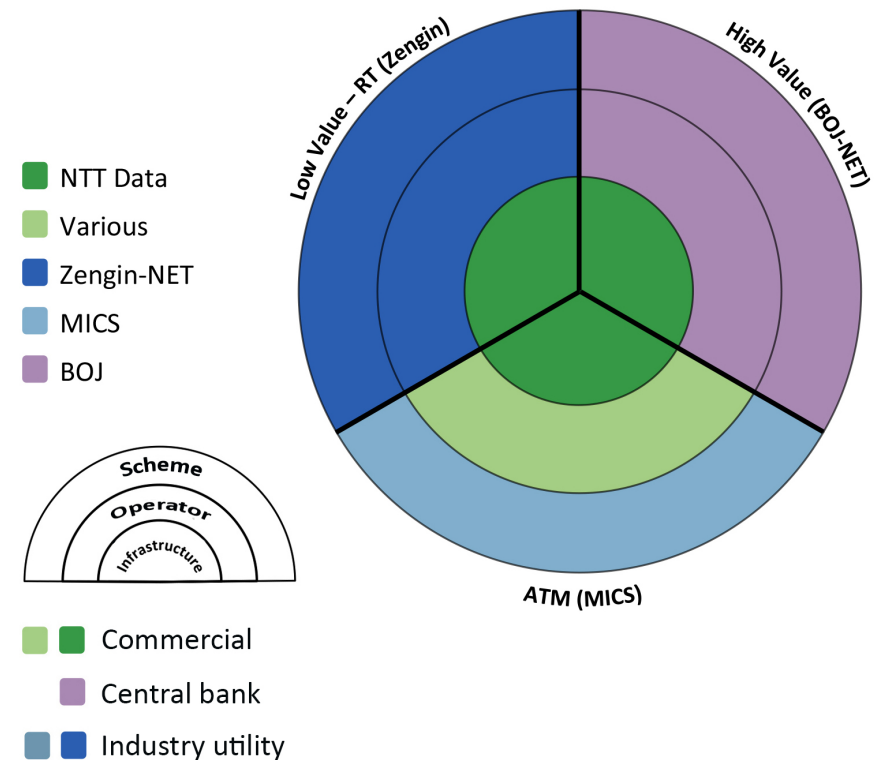 Low Value – RT (Zengin)
High Value (BOJ-NET)
NTT Data
Various
Zengin-NET
MICS
BOJ
Scheme
Operator
Infrastructure
ATM (MICS)
Commercial
Central bank
Industry utility